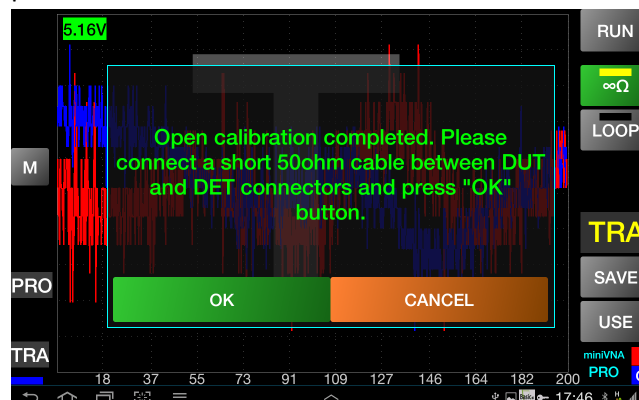 5.16V
RUN
∞Ω
LOOP
Open calibration completed. Please
connect a short 50ohm cable between DUT
and DET connectors and press "OK"
button.
M
TRA
PRO
OK
CANCEL
SAVE
USE
TRA
miniVNA
PRO
18 37 55 73 91 109 127 146 164 182 200
17:46